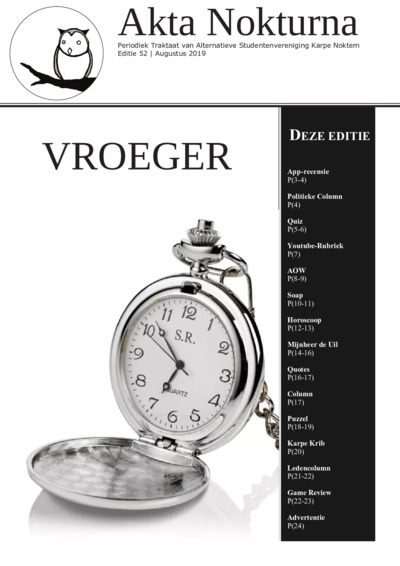 Akta Nokturna
Periodiek Traktaat van Alternatieve Studentenvereniging Karpe Noktem
Editie 52 | Augustus 2019
VROEGER
DEZE EDITIE
App-recensie
P(3-4)
Politieke Column
P(4)
Quiz
P(5-6)
Youtube-Rubriek
P(7)
AOW
P(8-9)
Soap
P(10-11)
Horoscoop
P(12-13)
Mijnheer de Uil
P(14-16)
Quotes
P(16-17)
Column
P(17)
Puzzel
P(18-19)
Karpe Krib
P(20)
Ledencolumn
P(21-22)
Game Review
P(22-23)
Advertentie
P(24)
11 12 1
10 2
9 3
8 4
7 6 5
S.R.
QUARTZ